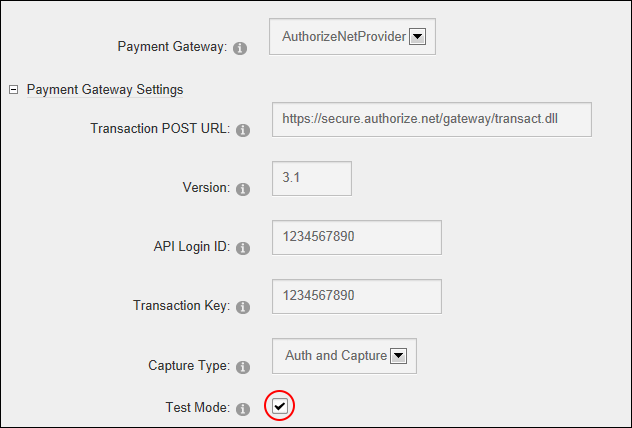 Payment Gateway: AuthorizeNetProvider
Payment Gateway Settings
Transaction POST URL: https://secure.authorize.net/gateway/transact.dll
Version: 3.1
API Login ID: 1234567890
Transaction Key: 1234567890
Capture Type: Auth and Capture
Test Mode: